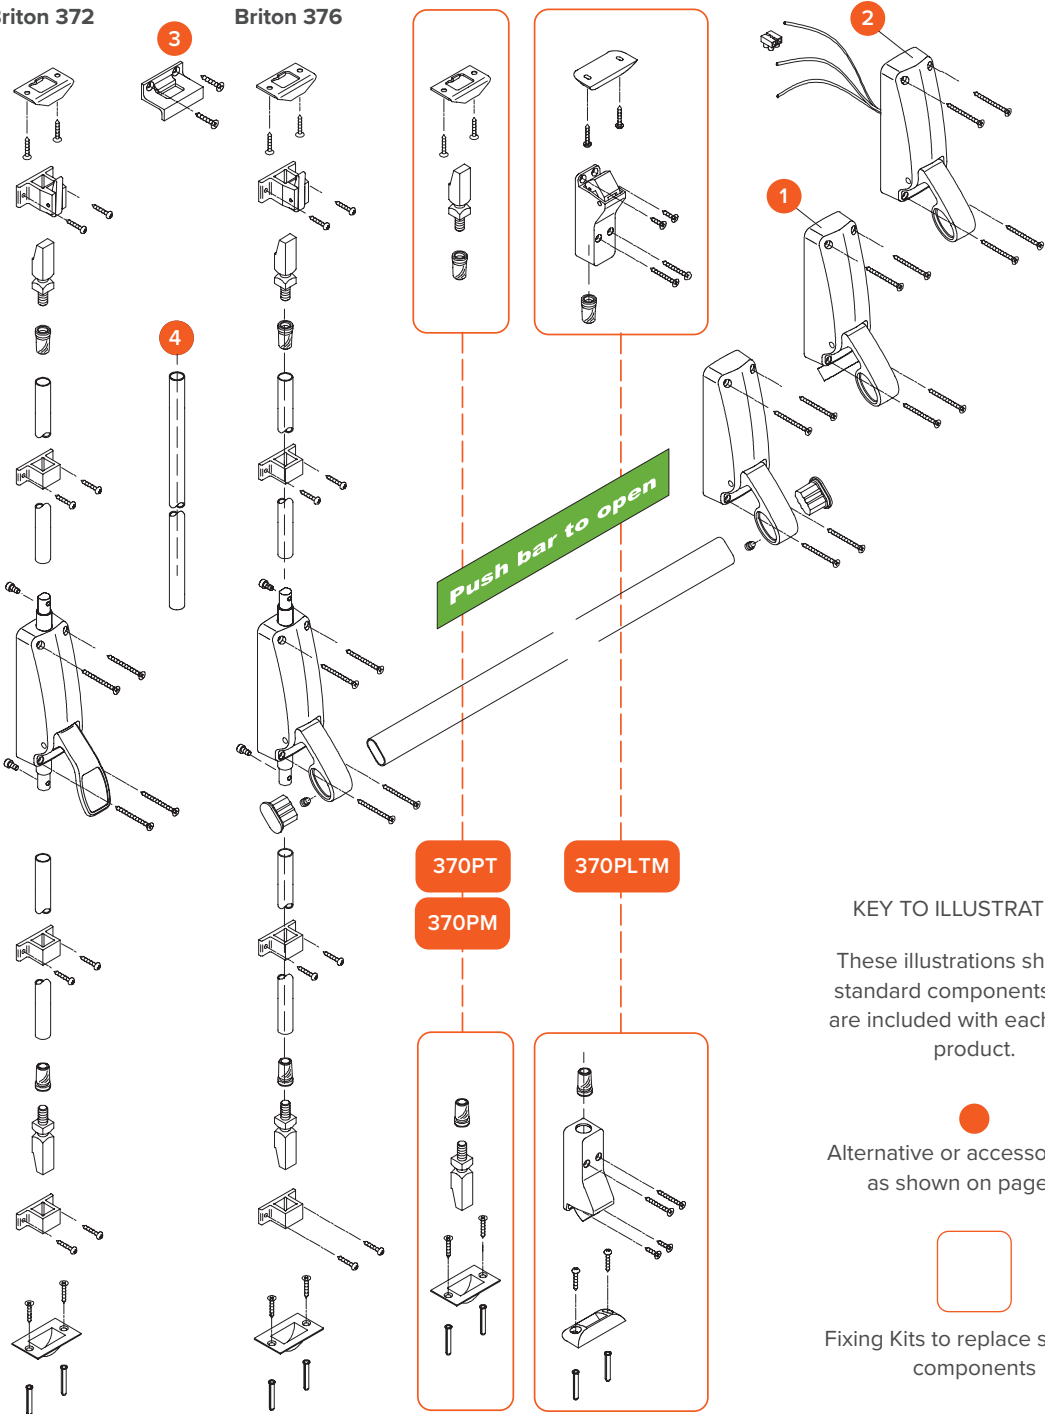 Briton 372
Briton 376
3
2
1
4
Push bar to open
370PT
370PLTM
370PM
KEY TO ILLUSTRAT
These illustrations sh
standard components
are included with each
product.
Alternative or accesso
as shown on page
Fixing Kits to replace s
components